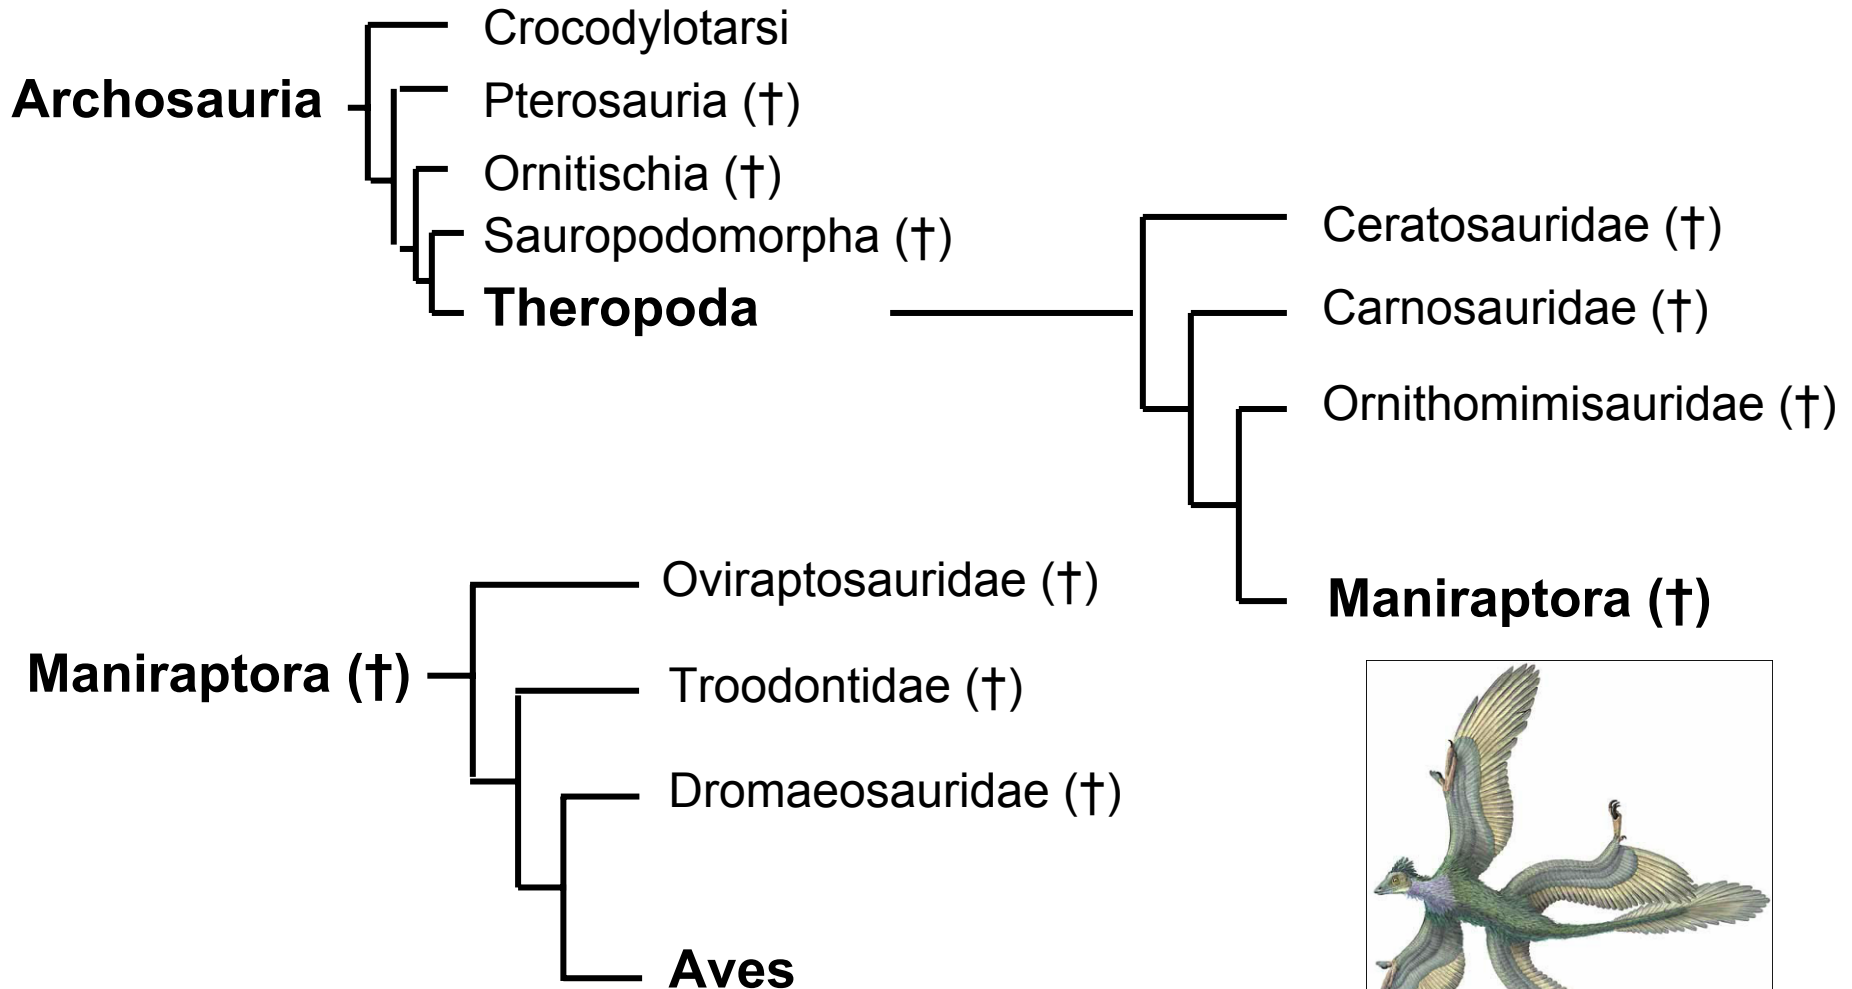 Crocodylotarsi
Archosauria
Pterosauria (†)
Ornitischia (†)
Sauropodomorpha (†)
Theropoda
Ceratosauridae (†)
Carnosauridae (†)
Ornithomimisauridae (†)
Maniraptora (†)
Oviraptosauridae (†)
Maniraptora (†)
Troodontidae (†)
Dromaeosauridae (†)
Aves